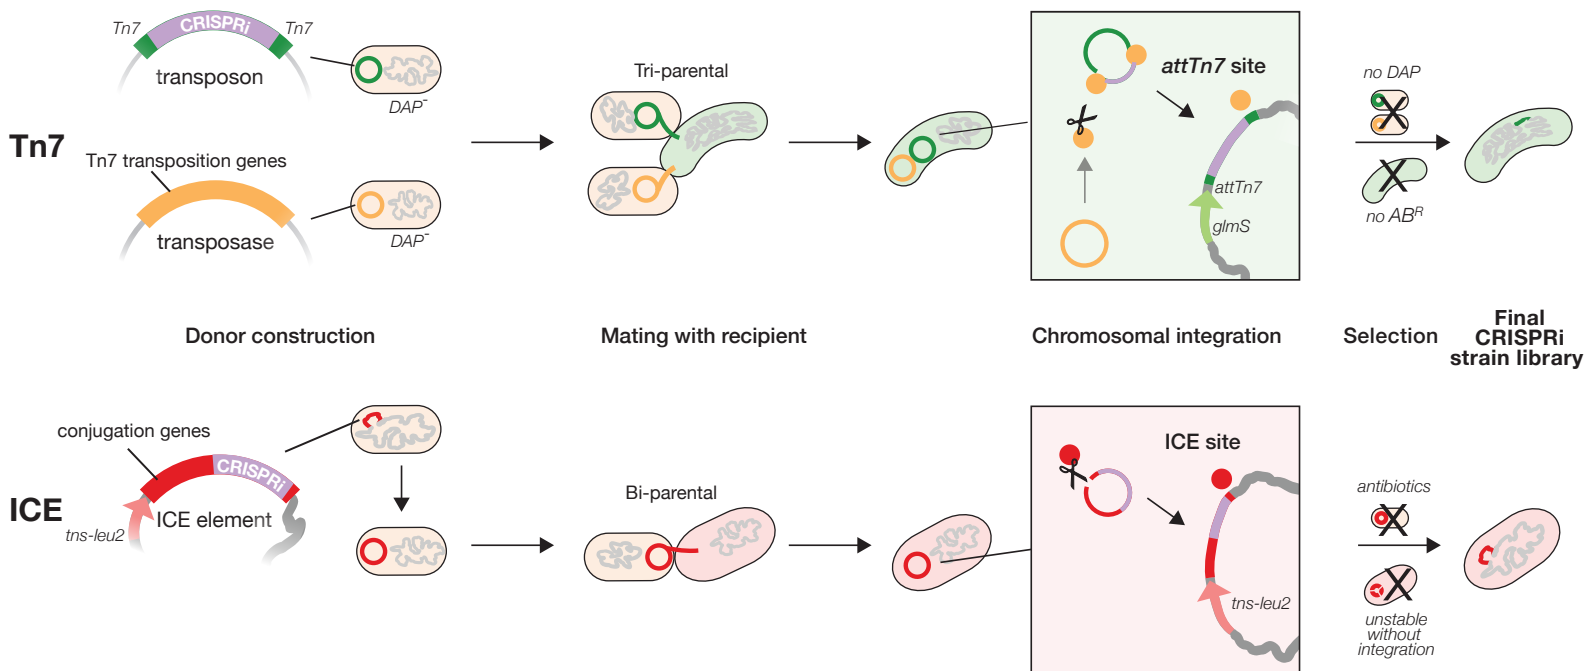 Tn7
CRISPRi
Tn7
transposon
DAP⁻
Tn7
Tn7 transposition genes
transposase
DAP⁻
Tri-parental
attTn7 site
attTn7
glmS
no DAP
no ABᴿ
Donor construction
Mating with recipient
Chromosomal integration
Selection
Final
CRISPRi
strain library
conjugation genes
CRISPRi
ICE
ICE element
tns-leu2
Bi-parental
ICE site
tns-leu2
antibiotics
unstable
without
integration